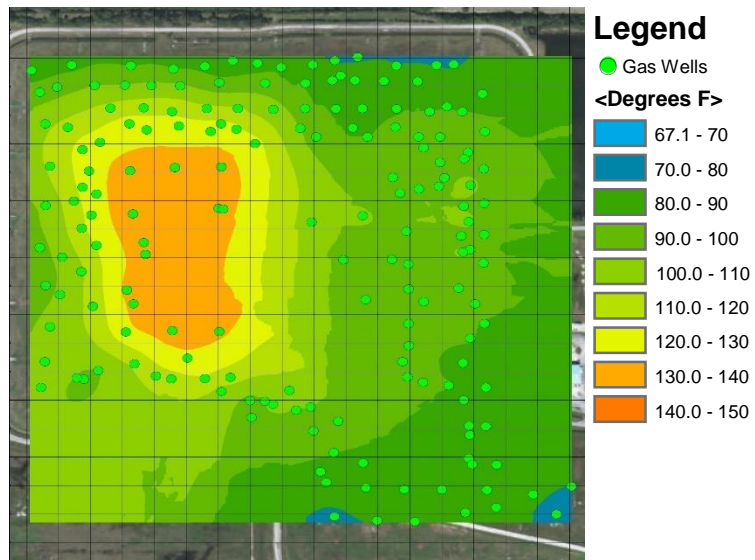 Legend
Gas Wells
<Degrees F>
67.1 - 70
70.0 - 80
80.0 - 90
90.0 - 100
100.0 - 110
110.0 - 120
120.0 - 130
130.0 - 140
140.0 - 150